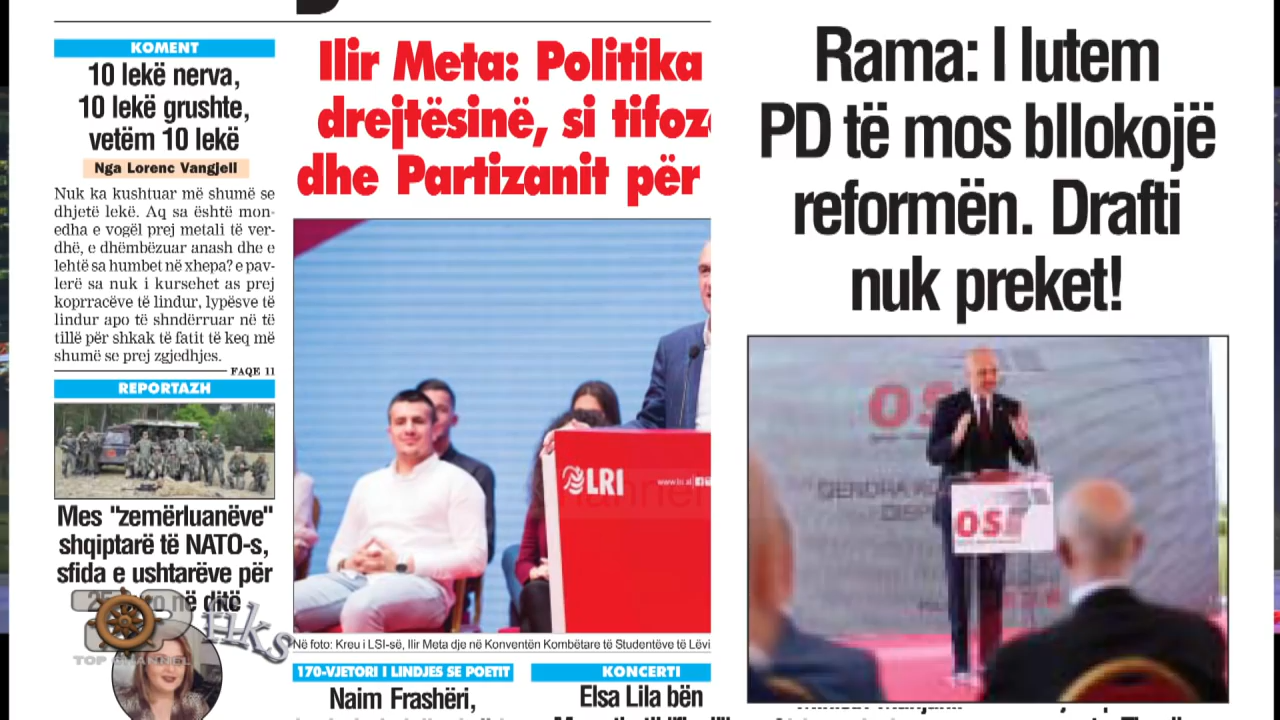 KOMENT
10 lekë nerva,
10 lekë grushte,
vetëm 10 lekë
Nga Lorenc Vangjeli
Nuk ka kushtuar më shumë se
dhjetë lekë. Aq sa është mon-
edha e vogël prej metali të ver-
dhë, e dhëmbëzuar anash dhe e
lehtë sa humbet në xhepa? e pav-
lerë sa nuk i kursehet as prej
koprracëve të lindur, lypësve të
lindur apo të shndërruar në të
tillë për shkak të fatit të keq më
shumë se prej zgjedhjes.
FAQE 11
REPORTAZH
Mes "zemërluanëve"
shqiptarë të NATO-s,
sfida e ushtarëve për
në ditë
TOP CHANNEL
Ilir Meta: Politika
drejtësinë, si tifoz
dhe Partizanit për
LRI
Në foto: Kreu i LSI-së, Ilir Meta dje në Konventën Kombëtare të Studentëve të Lëvi
170-VJETORI I LINDJES SE POETIT
Naim Frashëri,
KONCERTI
Elsa Lila bën
Rama: I lutem
PD të mos bllokojë
reformën. Drafti
nuk preket!